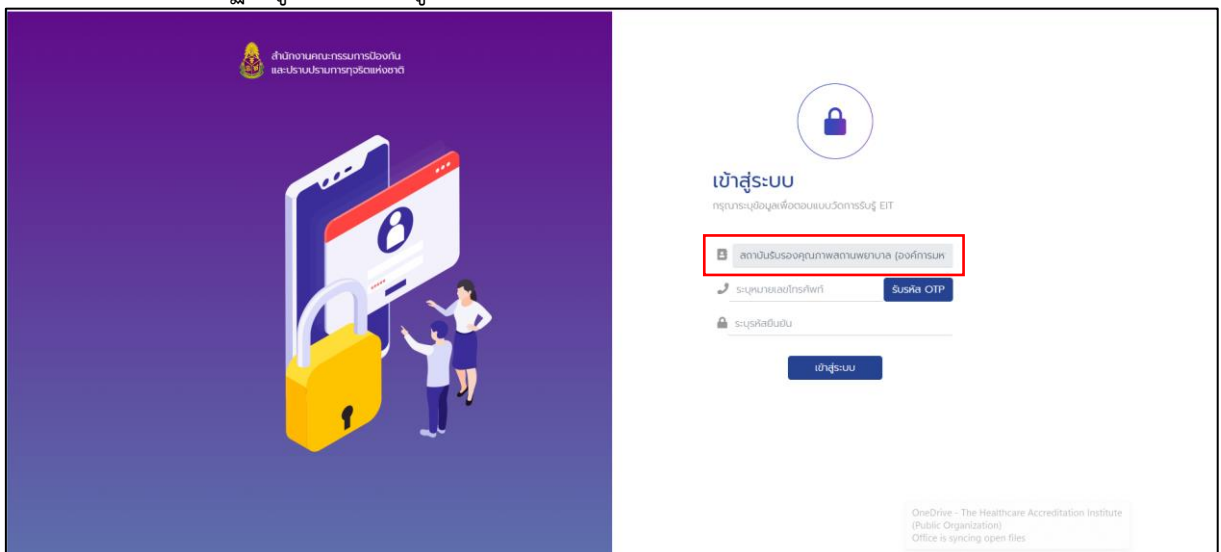 สำนักงานคณะกรรมการป้องกัน
และปราบปรามการทุจริตแห่งชาติ
เข้าสู่ระบบ
กรุณาระบุข้อมูลเพื่อตอบแบบวัดการรับรู้ EIT
สถาบันรับรองคุณภาพสถานพยาบาล (องค์การมห
ระบุหมายเลขโทรศัพท์
รับรหัส OTP
ระบุรหัสยืนยัน
เข้าสู่ระบบ
OneDrive - The Healthcare Accreditation Institute
(Public Organization)
Office is syncing open files